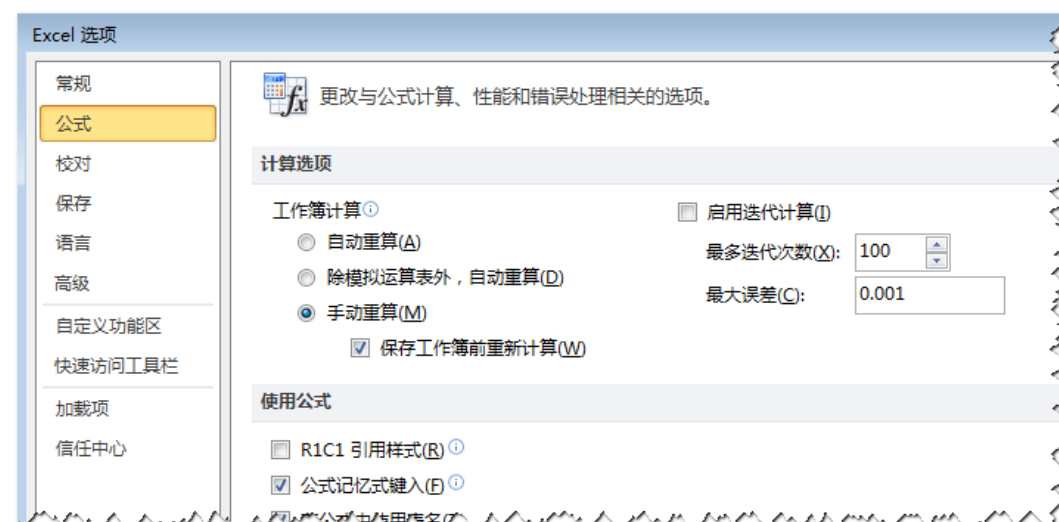 Excel 选项
常规
公式
校对
保存
语言
高级
自定义功能区
快速访问工具栏
加载项
信任中心
更改与公式计算、性能和错误处理相关的选项。
计算选项
工作簿计算
自动重算(A)
除模拟运算表外，自动重算(D)
手动重算(M)
保存工作簿前重新计算(W)
启用迭代计算(I)
最多迭代次数(X): 100
最大误差(C): 0.001
使用公式
R1C1 引用样式(R)
公式记忆式键入(F)